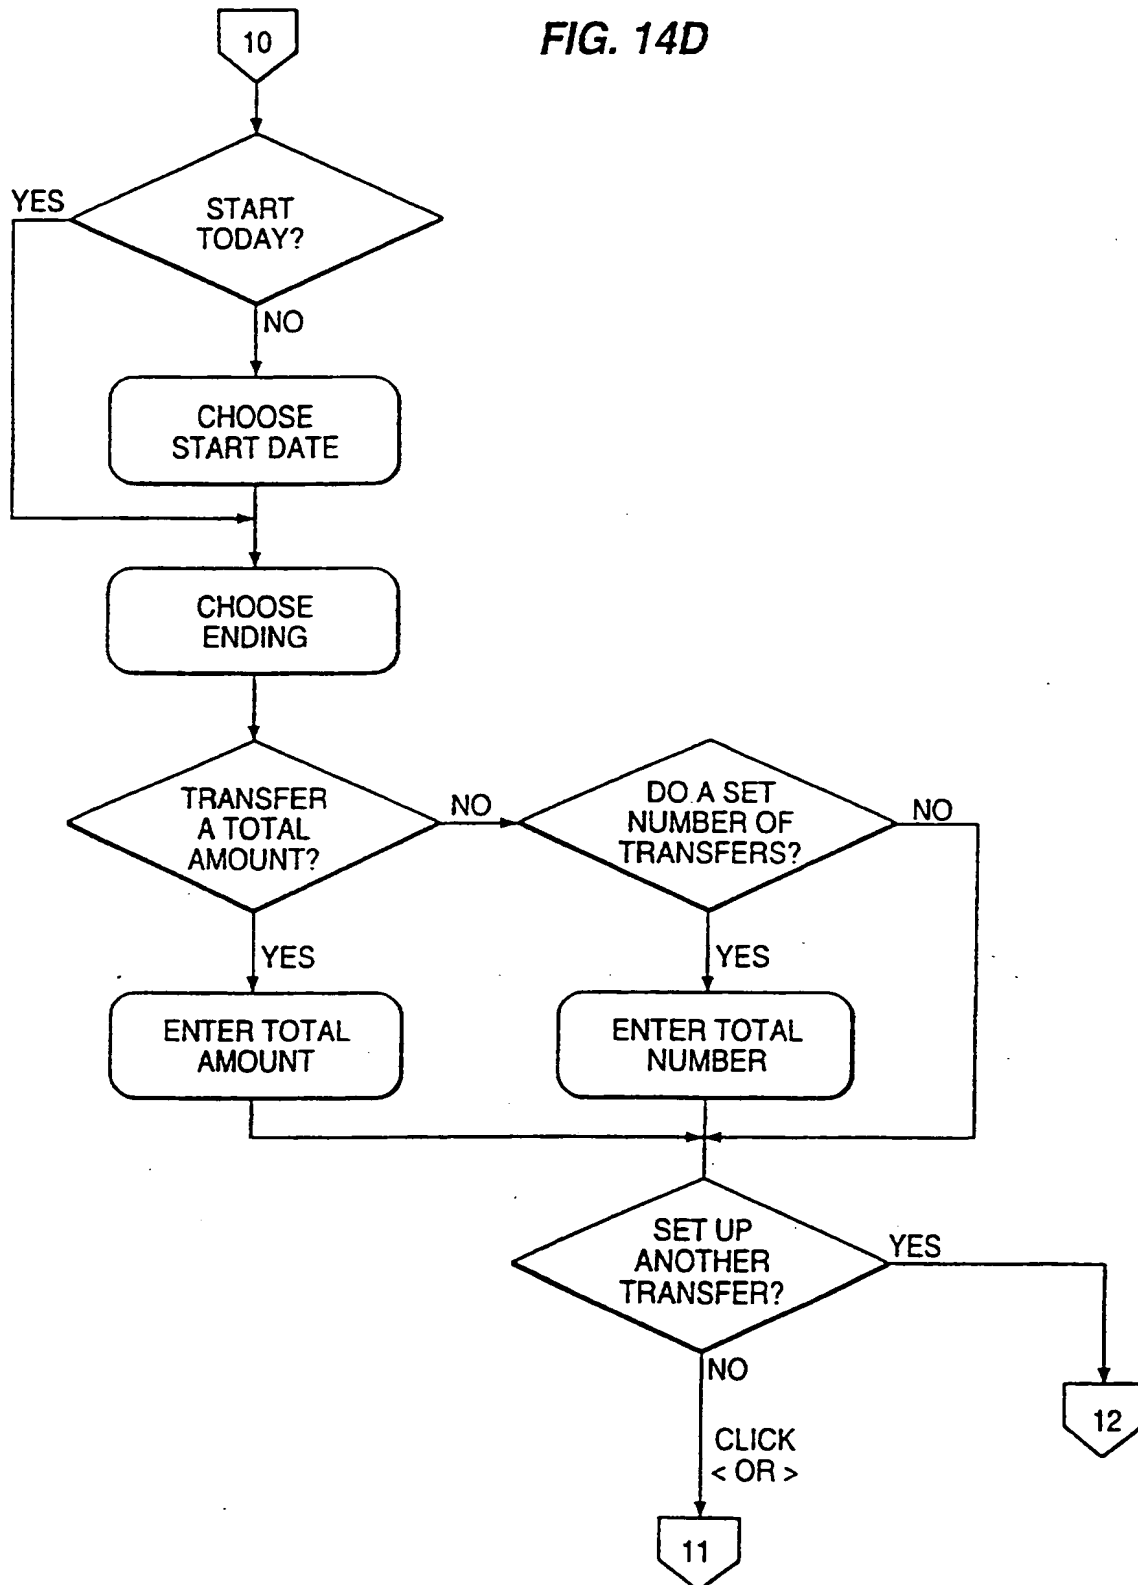 FIG. 14D
10
START
TODAY?
YES
NO
CHOOSE
START DATE
CHOOSE
ENDING
TRANSFER
A TOTAL
AMOUNT?
NO
DO A SET
NUMBER OF
TRANSFERS?
NO
YES
YES
ENTER TOTAL
AMOUNT
ENTER TOTAL
NUMBER
SET UP
ANOTHER
TRANSFER?
YES
NO
12
CLICK
< OR >
11